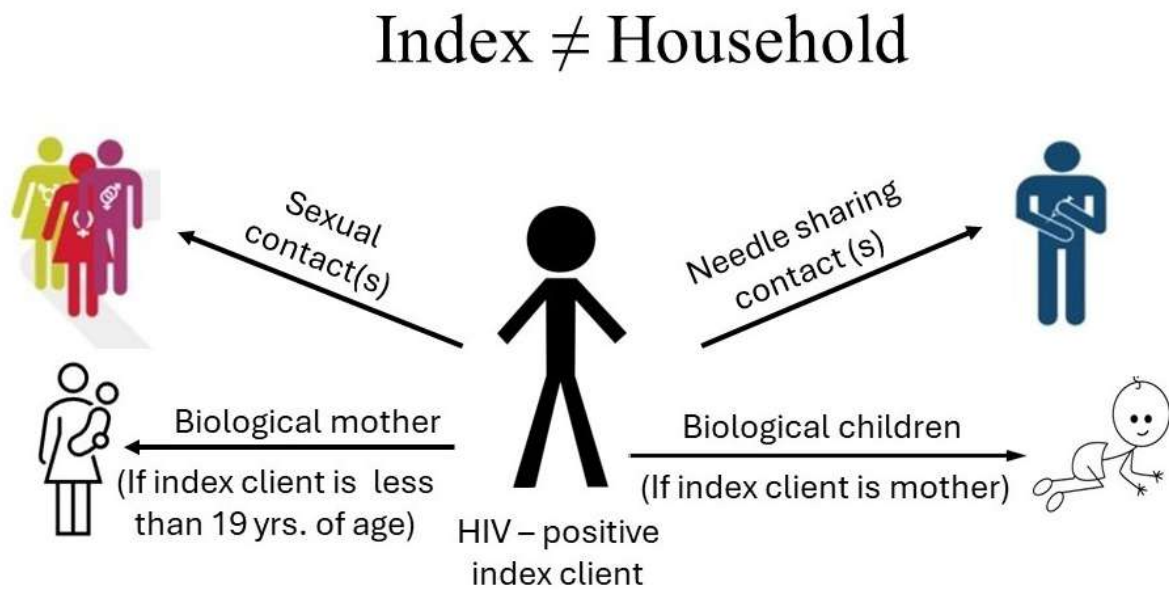 Index ≠ Household
Sexual
contact(s)
Needle sharing
contact (s)
Biological mother
(If index client is less
than 19 yrs. of age)
Biological children
(If index client is mother)
HIV – positive
index client